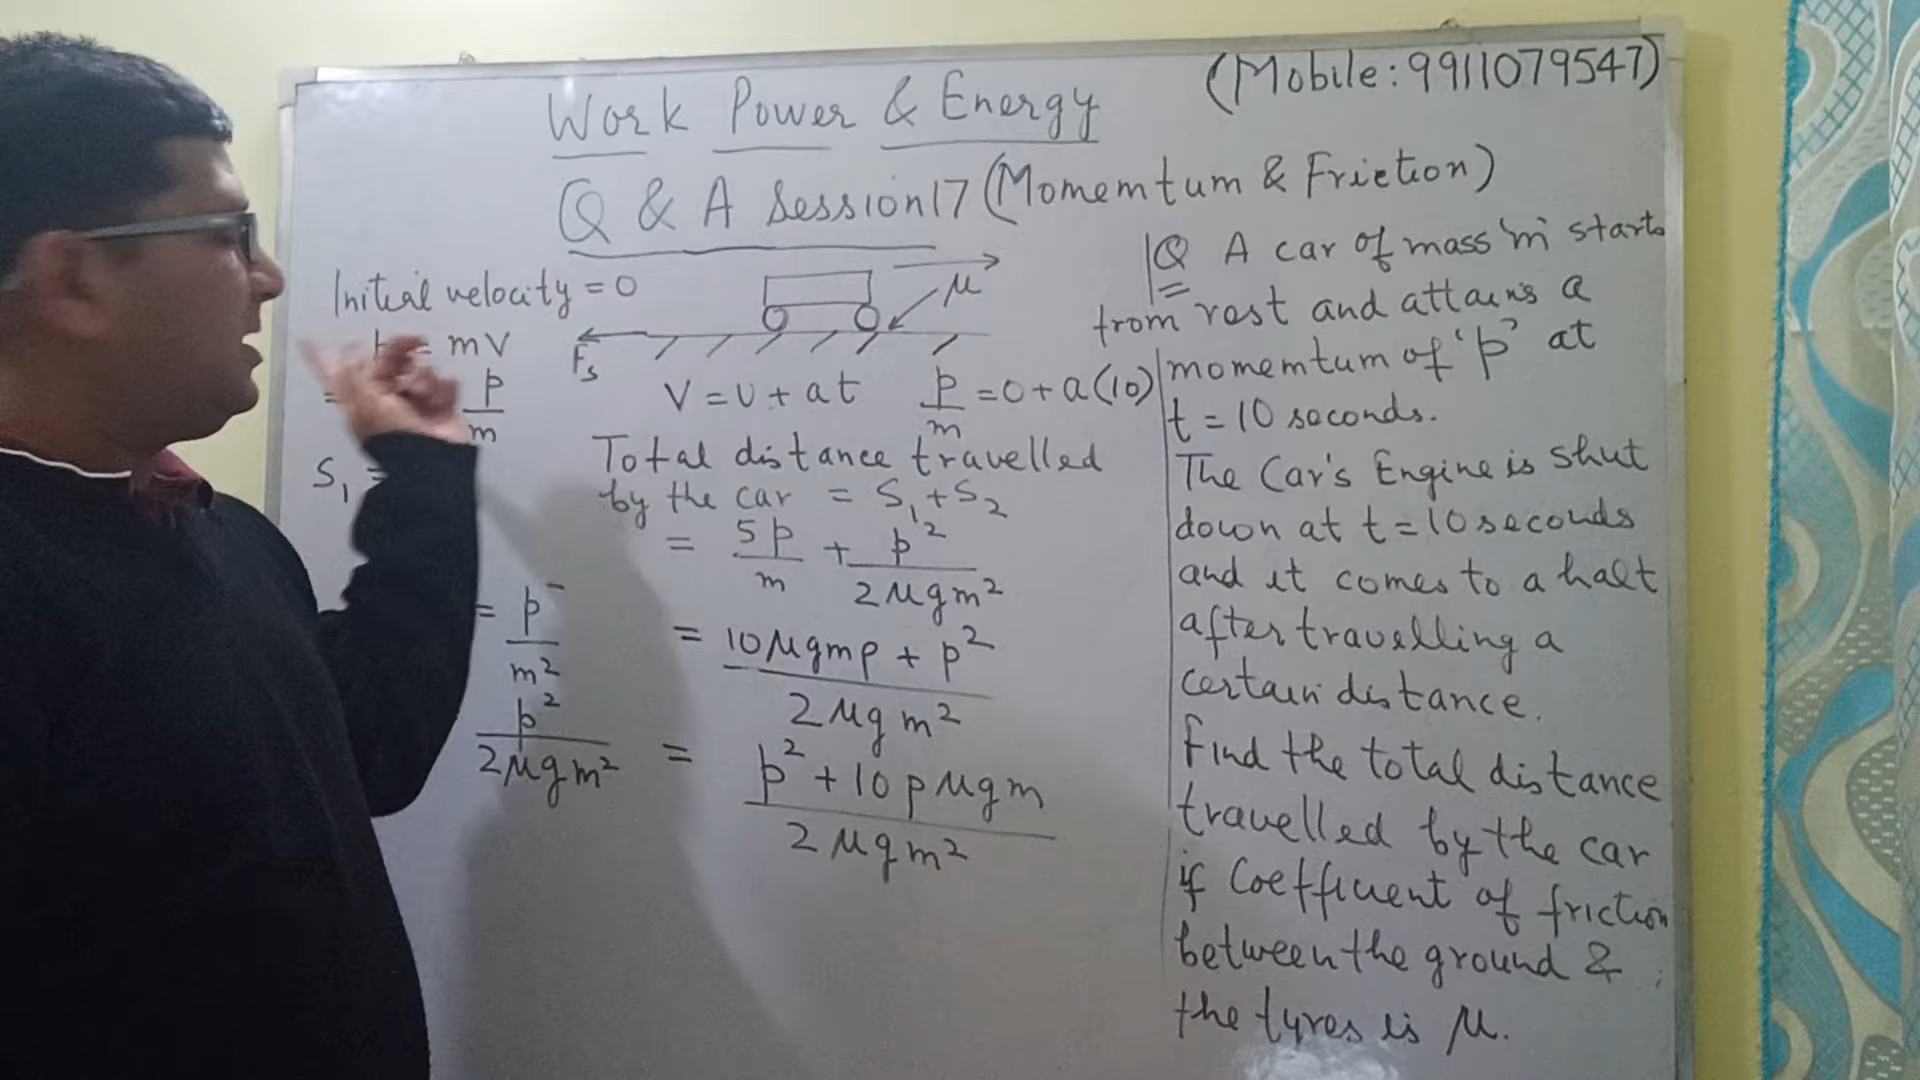 Work Power & Energy
(Mobile: 9911079547)
Q & A Session 17 (Momemtum & Friction)
Initial velocity = 0
= mV
p
m
S₁ =
= p
m²
p²
2μgm²
μ
Fs
V = U + at
p/m = 0 + a(10)
Total distance travelled
by the car = S₁ + S₂
= 5p/m + p²/2μgm²
= 10μgmp + p²
2μgm²
= p² + 10pμgm
2μgm²
Q A car of mass 'm' starts
from rest and attains a
momemtum of 'p' at
t = 10 seconds.
The Car's Engine is shut
down at t = 10 seconds
and it comes to a halt
after travelling a
certain distance.
Find the total distance
travelled by the car
if Coefficient of friction
between the ground &
the tyres is μ.